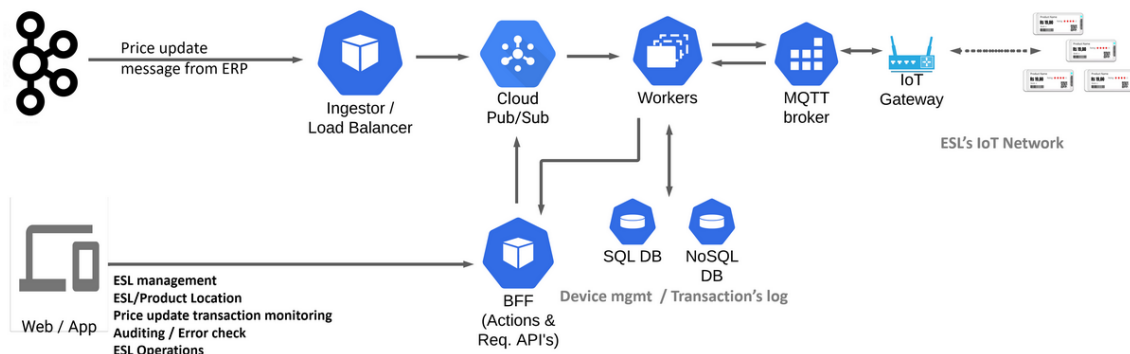 Price update
message from ERP
Ingestor /
Load Balancer
Cloud
Pub/Sub
Workers
MQTT
broker
IoT
Gateway
ESL's IoT Network
Web / App
ESL management
ESL/Product Location
Price update transaction monitoring
Auditing / Error check
ESL Operations
BFF
(Actions &
Req. API's)
SQL DB
NoSQL
DB
Device mgmt / Transaction's log